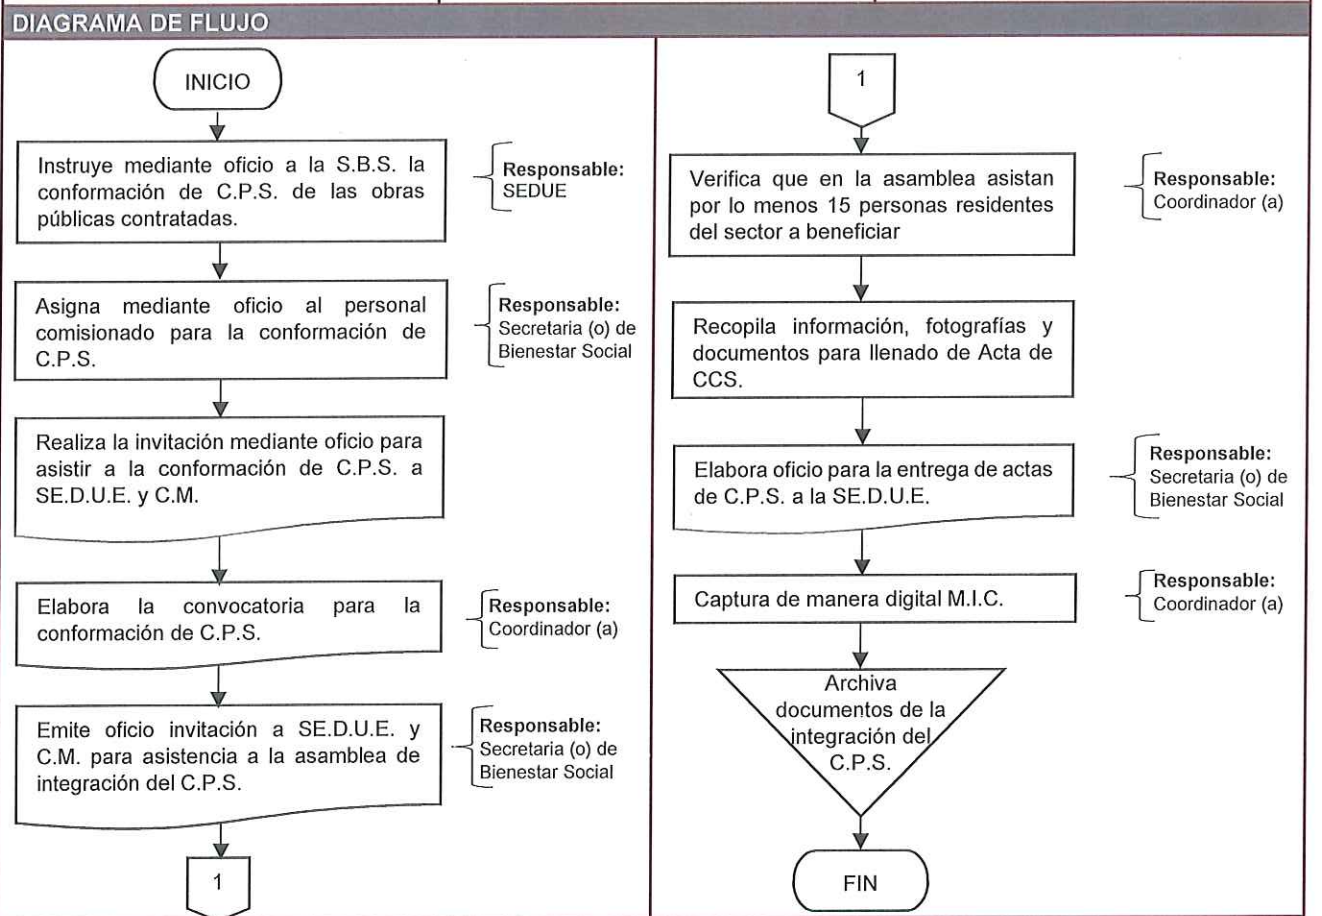 DIAGRAMA DE FLUJO
INICIO
Instruye mediante oficio a la S.B.S. la
conformación de C.P.S. de las obras
públicas contratadas.
Responsable:
SEDUE
Asigna mediante oficio al personal
comisionado para la conformación de
C.P.S.
Responsable:
Secretaria (o) de
Bienestar Social
Realiza la invitación mediante oficio para
asistir a la conformación de C.P.S. a
SE.D.U.E. y C.M.
Elabora la convocatoria para la
conformación de C.P.S.
Responsable:
Coordinador (a)
Emite oficio invitación a SE.D.U.E. y
C.M. para asistencia a la asamblea de
integración del C.P.S.
Responsable:
Secretaria (o) de
Bienestar Social
1
1
Verifica que en la asamblea asistan
por lo menos 15 personas residentes
del sector a beneficiar
Responsable:
Coordinador (a)
Recopila información, fotografías y
documentos para llenado de Acta de
CCS.
Elabora oficio para la entrega de actas
de C.P.S. a la SE.D.U.E.
Responsable:
Secretaria (o) de
Bienestar Social
Captura de manera digital M.I.C.
Responsable:
Coordinador (a)
Archiva
documentos de la
integración del
C.P.S.
FIN